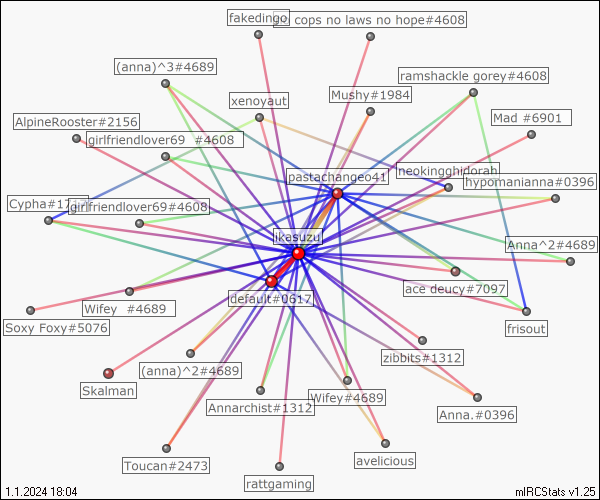 fakedingo
cops no laws no hope#4608
(anna)^3#4689
ramshackle gorey#4608
xenoyaut
Mushy#1984
AlpineRooster#2156
Mad #6901
girlfriendlover69 #4608
pastachangeo41
neokingghidorah
hypomanianna#0396
Cypha#17
girlfriendlover69#4608
ikasuzu
Anna^2#4689
ace deucy#7097
default#0617
Wifey #4689
Soxy Foxy#5076
frisout
zibbits#1312
(anna)^2#4689
Skalman
Wifey#4689
Annarchist#1312
Anna.#0396
avelicious
Toucan#2473
rattgaming
1.1.2024 18:04
mIRCStats v1.25